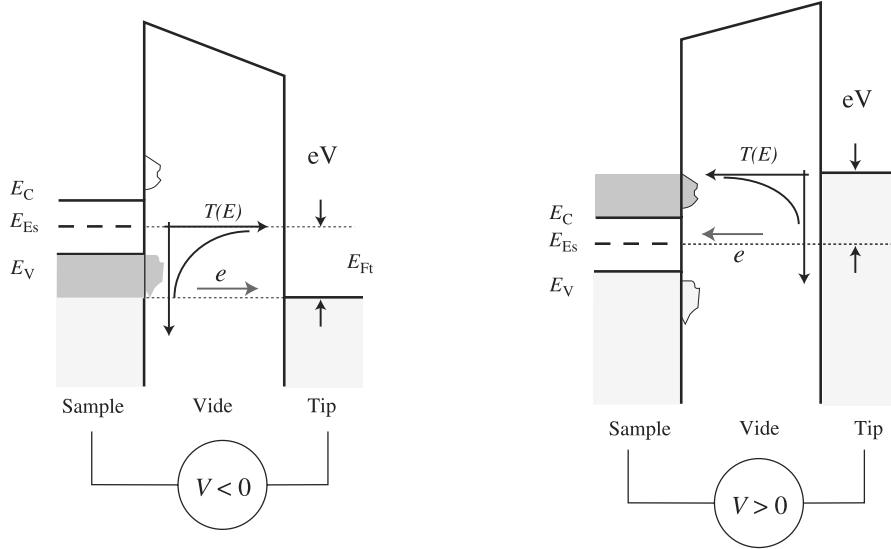 eV
E_C
E_Es
T(E)
E_V
e
E_Ft
Sample Vide Tip
V < 0
eV
T(E)
E_C
E_Es
e
E_V
Sample Vide Tip
V > 0